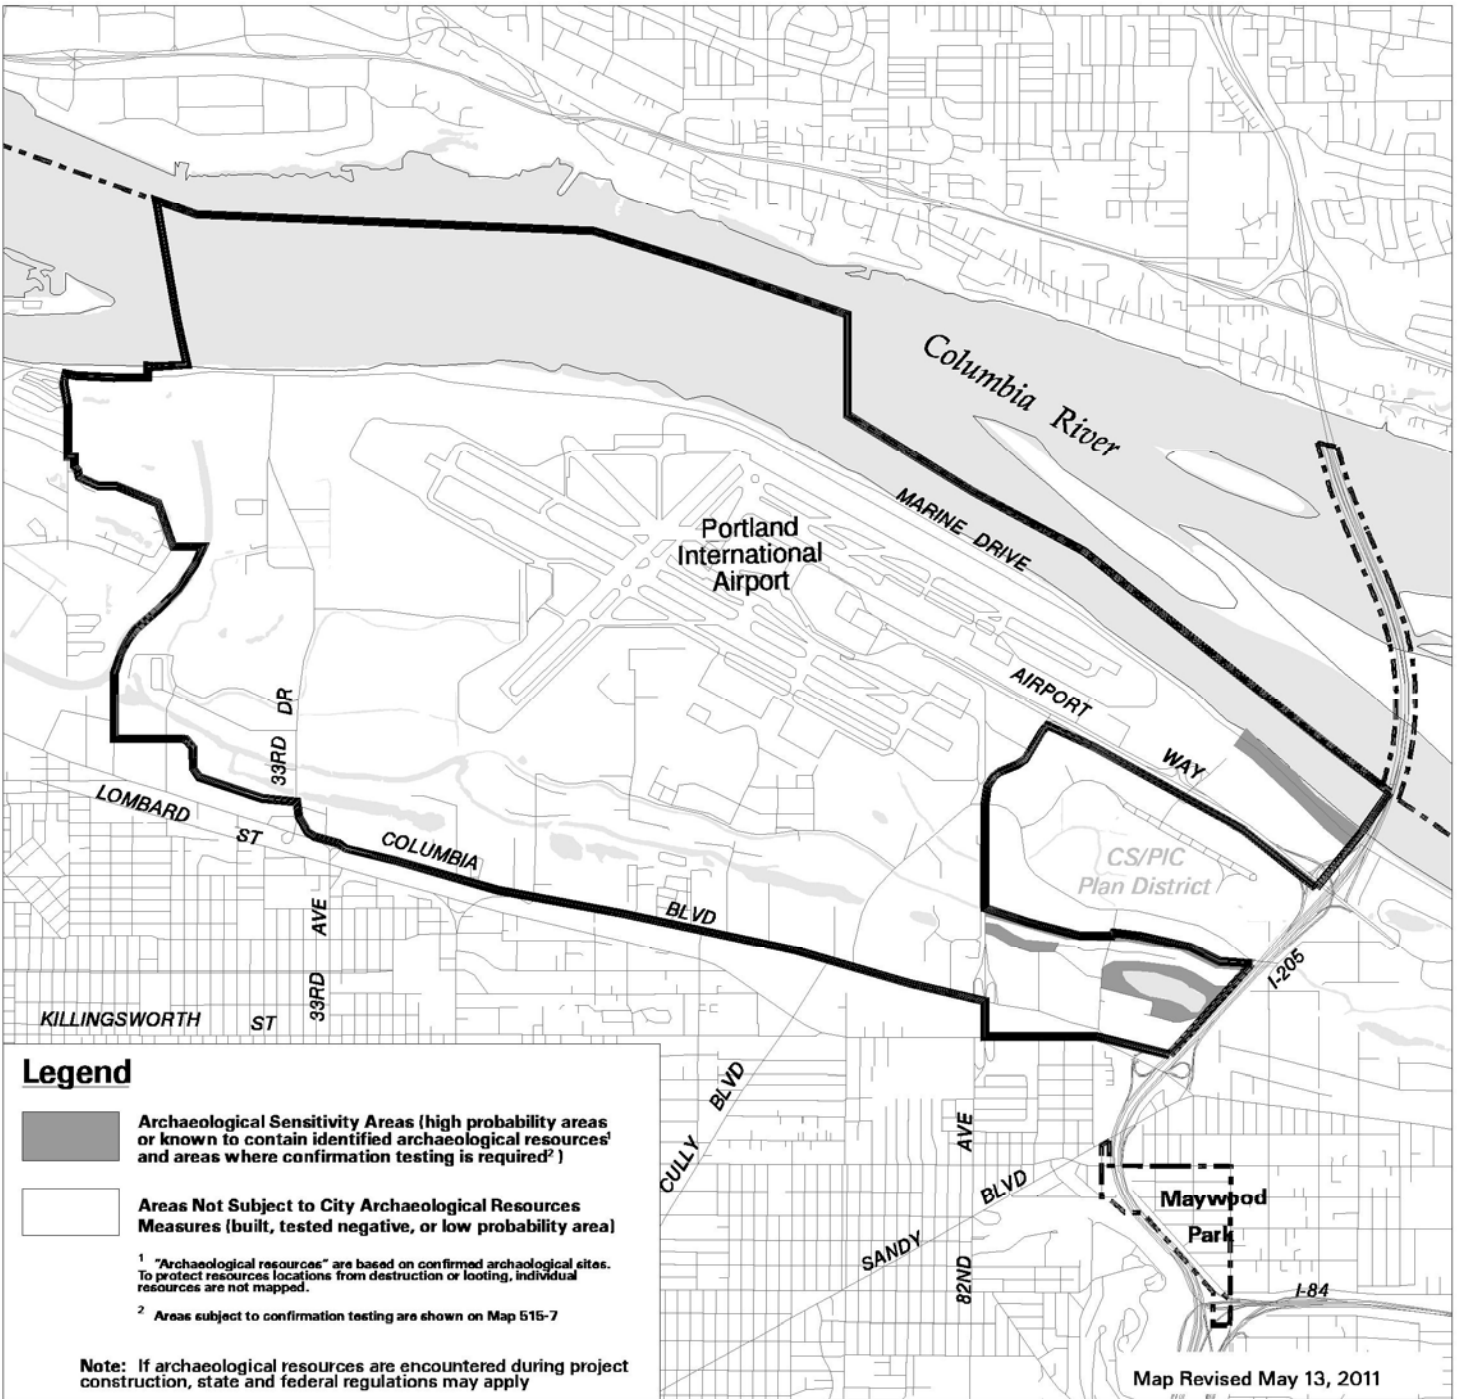 Columbia River
MARINE DRIVE
Portland
International
Airport
AIRPORT
WAY
33RD
DR
LOMBARD
ST
COLUMBIA
BLVD
CS/PIC
Plan District
33RD
AVE
I-205
KILLINGSWORTH
ST
CULLY
BLVD
82ND
AVE
SANDY
BLVD
Maywood
Park
I-84
Legend
Archaeological Sensitivity Areas (high probability areas
or known to contain identified archaeological resources¹
and areas where confirmation testing is required² )
Areas Not Subject to City Archaeological Resources
Measures (built, tested negative, or low probability area)
¹ "Archaeological resources" are based on confirmed archaological sites.
To protect resources locations from destruction or looting, individual
resources are not mapped.
² Areas subject to confirmation testing are shown on Map 515-7
Note: If archaeological resources are encountered during project
construction, state and federal regulations may apply
Map Revised May 13, 2011